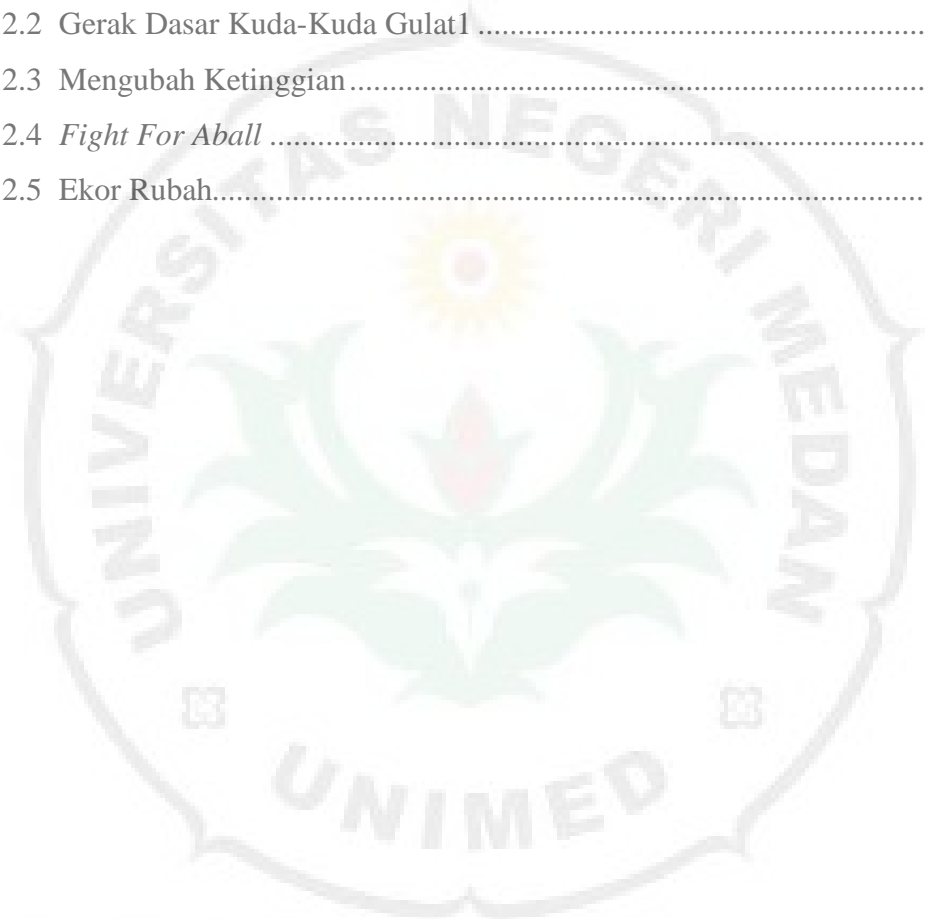 2.2 Gerak Dasar Kuda-Kuda Gulat1 ........................................................
2.3 Mengubah Ketinggian ........................................................................
2.4 Fight For Aball ..................................................................................
2.5 Ekor Rubah.........................................................................................
UNIVERSITAS NEGERI MEDAN
UNIMED